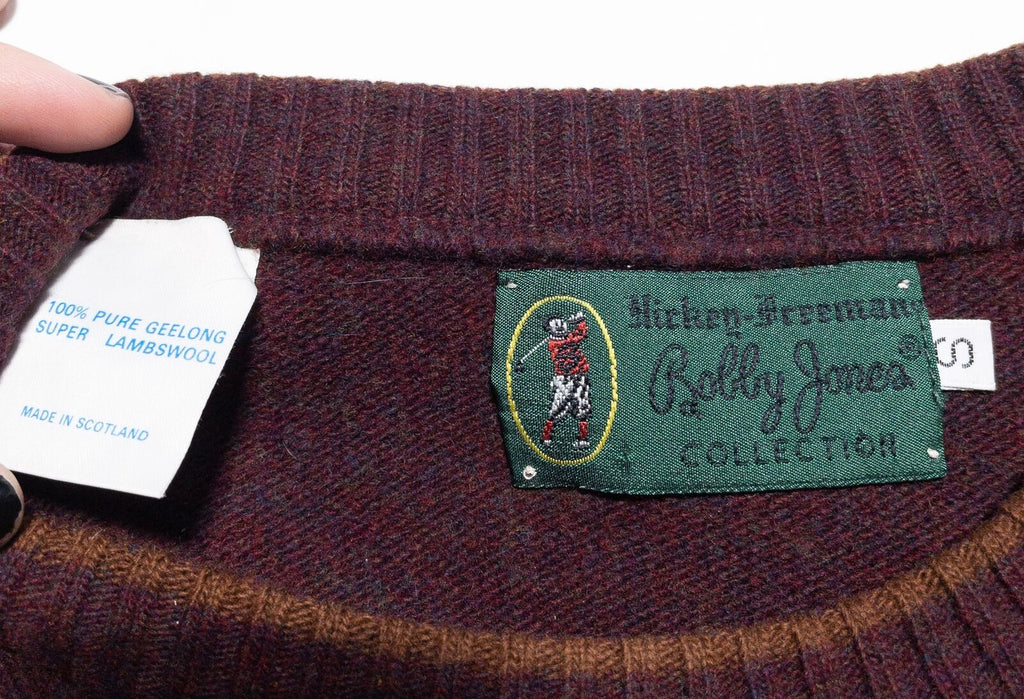 100% PURE GEELONG
SUPER LAMBSWOOL
MADE IN SCOTLAND
Hickey Freeman
Bobby Jones®
COLLECTION
S